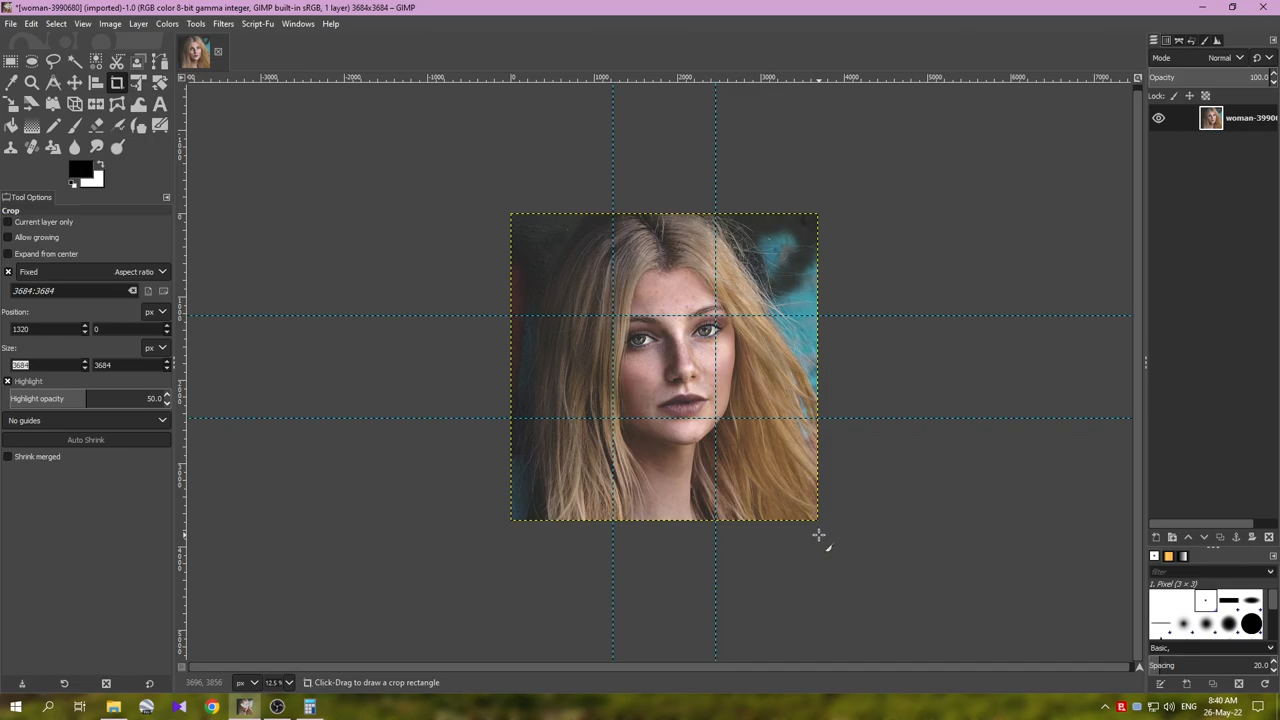 *[woman-3990680] (imported)-1.0 (RGB color 8-bit gamma integer, GIMP built-in sRGB, 1 layer) 3684x3684 – GIMP
File Edit Select View Image Layer Colors Tools Filters Script-Fu Windows Help
Mode Normal
Opacity 100.0
Lock:
woman-39906
Tool Options
Crop
Current layer only
Allow growing
Expand from center
Fixed Aspect ratio
3684:3684
Position: px
1320 0
Size: px
3684 3684
Highlight
Highlight opacity 50.0
No guides
Auto Shrink
Shrink merged
filter
1. Pixel (3 × 3)
Basic,
Spacing 20.0
3696, 3856 px 12.5 % Click-Drag to draw a crop rectangle
ENG 8:40 AM
26-May-22